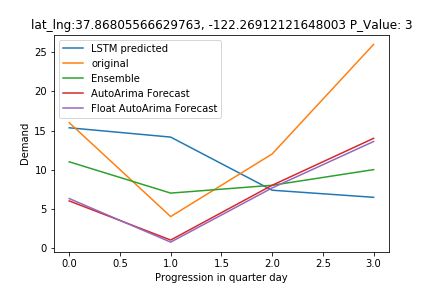 lat_lng:37.86805566629763, -122.26912121648003 P_Value: 3
LSTM predicted
original
Ensemble
AutoArima Forecast
Float AutoArima Forecast
Demand
25
20
15
10
5
0
0.0 0.5 1.0 1.5 2.0 2.5 3.0
Progression in quarter day